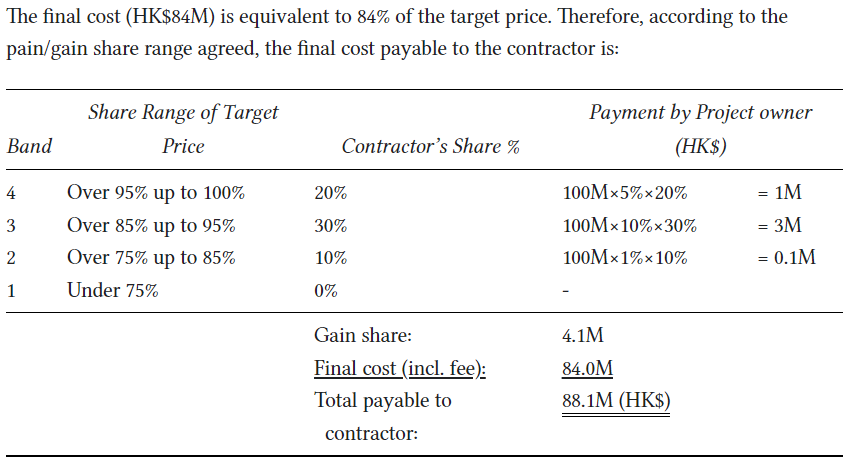 The final cost (HK$84M) is equivalent to 84% of the target price. Therefore, according to the
pain/gain share range agreed, the final cost payable to the contractor is:
Share Range of Target Payment by Project owner
Band Price Contractor’s Share % (HK$)
4 Over 95% up to 100% 20% 100M×5%×20% = 1M
3 Over 85% up to 95% 30% 100M×10%×30% = 3M
2 Over 75% up to 85% 10% 100M×1%×10% = 0.1M
1 Under 75% 0% -
Gain share: 4.1M
Final cost (incl. fee): 84.0M
Total payable to 88.1M (HK$)
contractor: